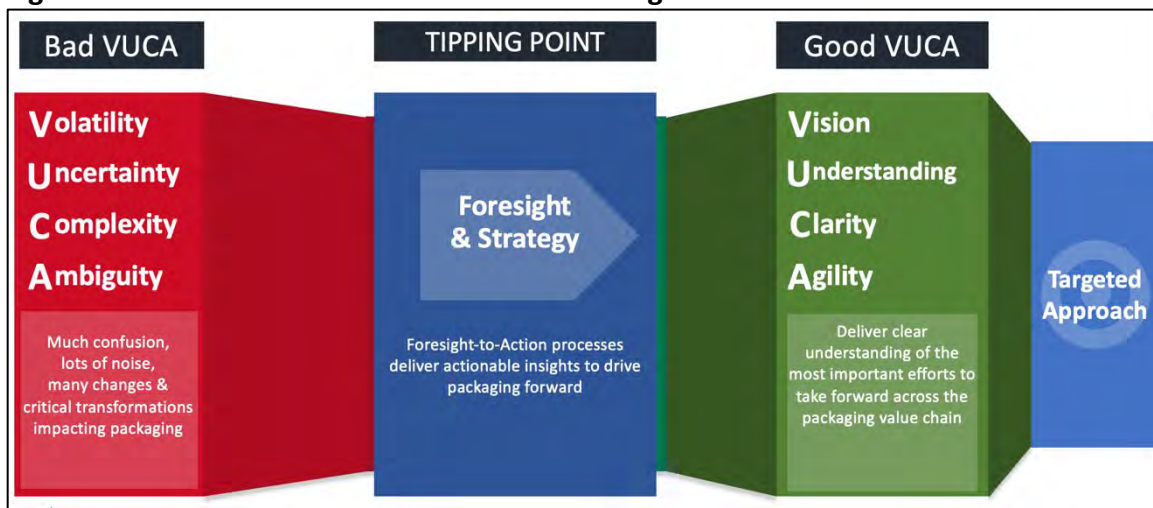 Bad VUCA
Volatility
Uncertainty
Complexity
Ambiguity
Much confusion,
lots of noise,
many changes &
critical transformations
impacting packaging
TIPPING POINT
Foresight
& Strategy
Foresight-to-Action processes
deliver actionable insights to drive
packaging forward
Good VUCA
Vision
Understanding
Clarity
Agility
Deliver clear
understanding of the
most important efforts to
take forward across the
packaging value chain
Targeted
Approach